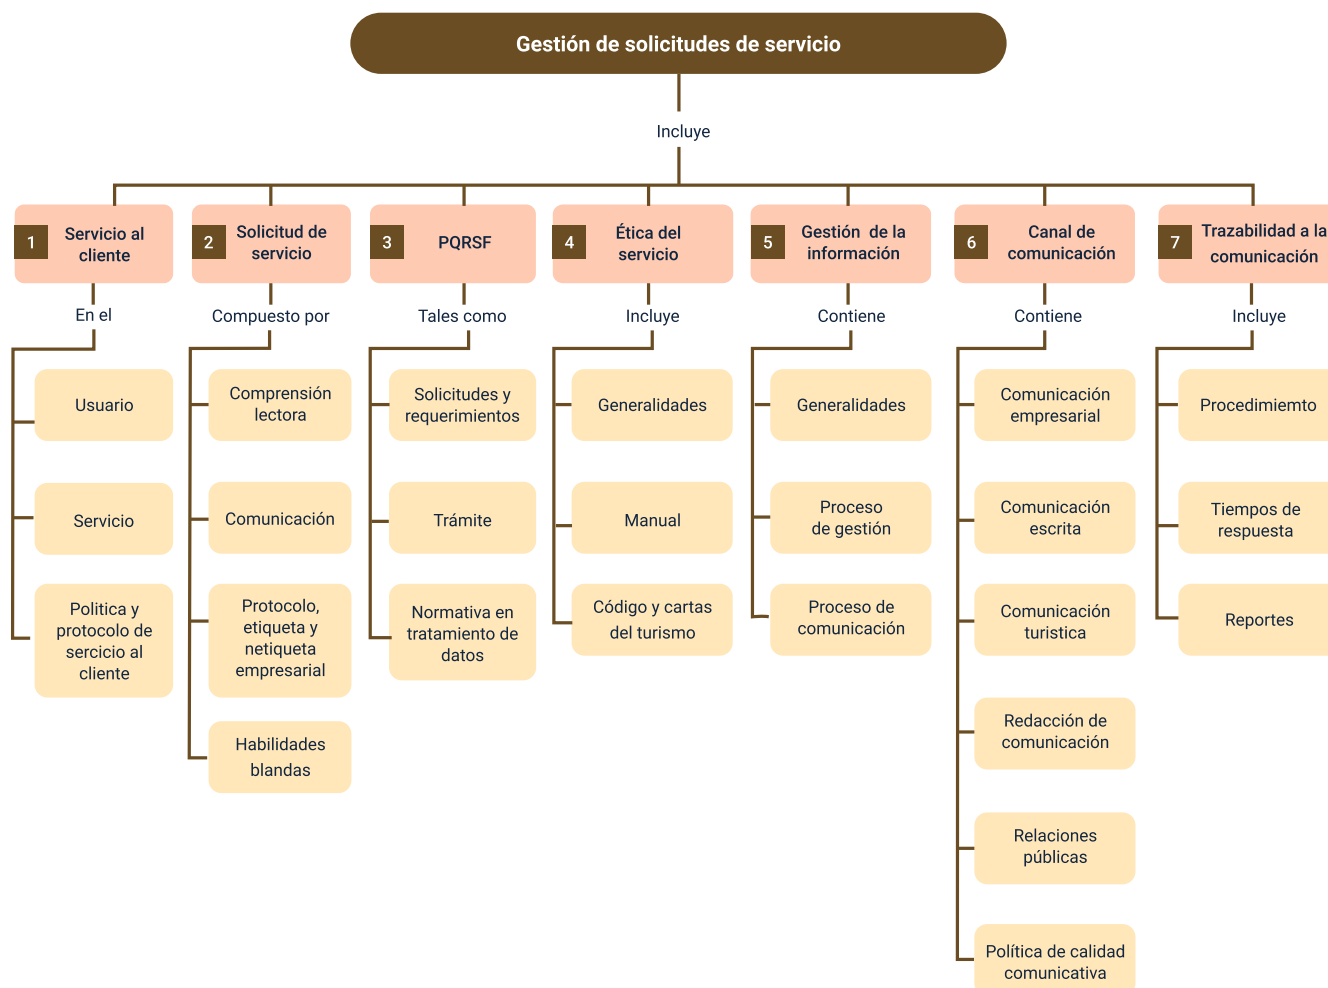 Gestión de solicitudes de servicio
Incluye
1
Servicio al
cliente
En el
Usuario
Servicio
Politica y
protocolo de
sercicio al
cliente
2
Solicitud de
servicio
Compuesto por
Comprensión
lectora
Comunicación
Protocolo,
etiqueta y
netiqueta
empresarial
Habilidades
blandas
3
PQRSF
Tales como
Solicitudes y
requerimientos
Trámite
Normativa en
tratamiento de
datos
4
Ética del
servicio
Incluye
Generalidades
Manual
Código y cartas
del turismo
5
Gestión de la
información
Contiene
Generalidades
Proceso
de gestión
Proceso de
comunicación
6
Canal de
comunicación
Contiene
Comunicación
empresarial
Comunicación
escrita
Comunicación
turistica
Redacción de
comunicación
Relaciones
públicas
Política de calidad
comunicativa
7
Trazabilidad a la
comunicación
Incluye
Procedimiemto
Tiempos de
respuesta
Reportes